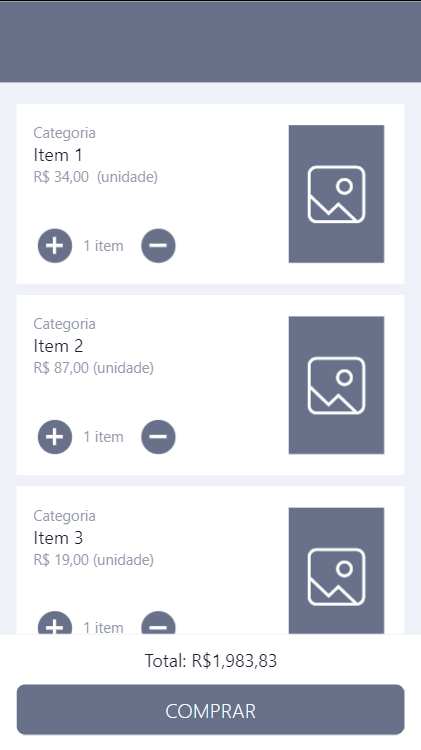 Categoria
Item 1
R$ 34,00 (unidade)
1 item
Categoria
Item 2
R$ 87,00 (unidade)
1 item
Categoria
Item 3
R$ 19,00 (unidade)
1 item
Total: R$1,983,83
COMPRAR